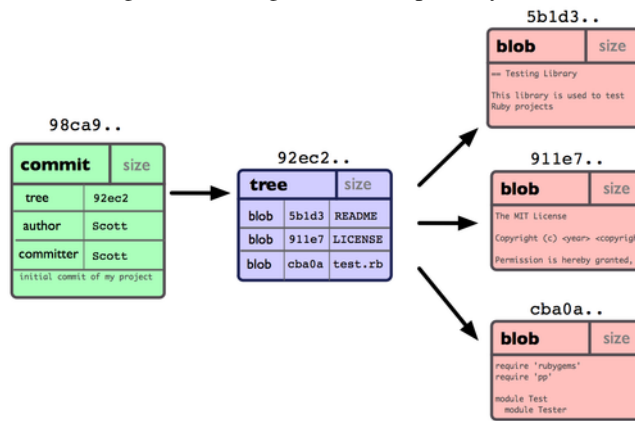 98ca9..
commit size
tree 92ec2
author Scott
committer Scott
initial commit of my project
92ec2..
tree size
blob 5b1d3 README
blob 911e7 LICENSE
blob cba0a test.rb
5b1d3..
blob size
== Testing Library
This library is used to test
Ruby projects
911e7..
blob size
The MIT License
Copyright (c) <year> <copyrigh
Permission is hereby granted,
cba0a..
blob size
require 'rubygems'
require 'pp'
module Test
module Tester